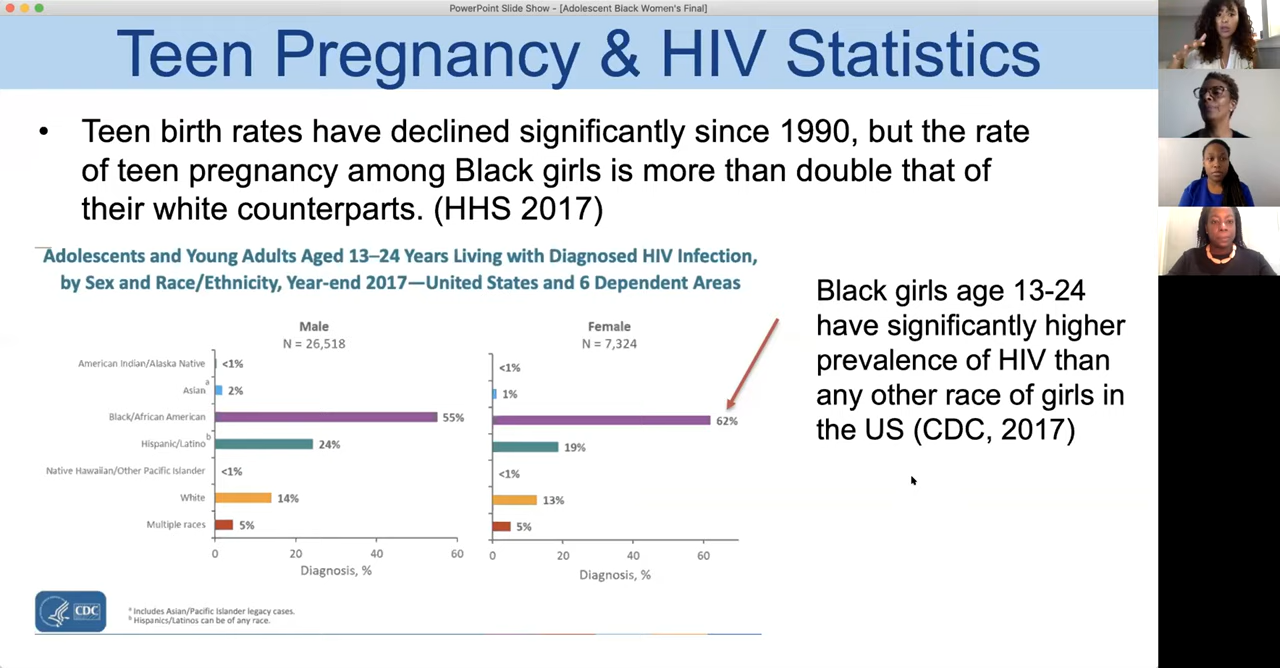 PowerPoint Slide Show - [Adolescent Black Women's Final]
Teen Pregnancy & HIV Statistics
• Teen birth rates have declined significantly since 1990, but the rate
of teen pregnancy among Black girls is more than double that of
their white counterparts. (HHS 2017)
Adolescents and Young Adults Aged 13–24 Years Living with Diagnosed HIV Infection,
by Sex and Race/Ethnicity, Year-end 2017—United States and 6 Dependent Areas
Male
N = 26,518
American Indian/Alaska Native <1%
Asian a 2%
Black/African American 55%
Hispanic/Latino b 24%
Native Hawaiian/Other Pacific Islander <1%
White 14%
Multiple races 5%
0 20 40 60
Diagnosis, %
Female
N = 7,324
<1%
1%
62%
19%
<1%
13%
5%
0 20 40 60
Diagnosis, %
Black girls age 13-24
have significantly higher
prevalence of HIV than
any other race of girls in
the US (CDC, 2017)
CDC
a Includes Asian/Pacific Islander legacy cases.
b Hispanics/Latinos can be of any race.